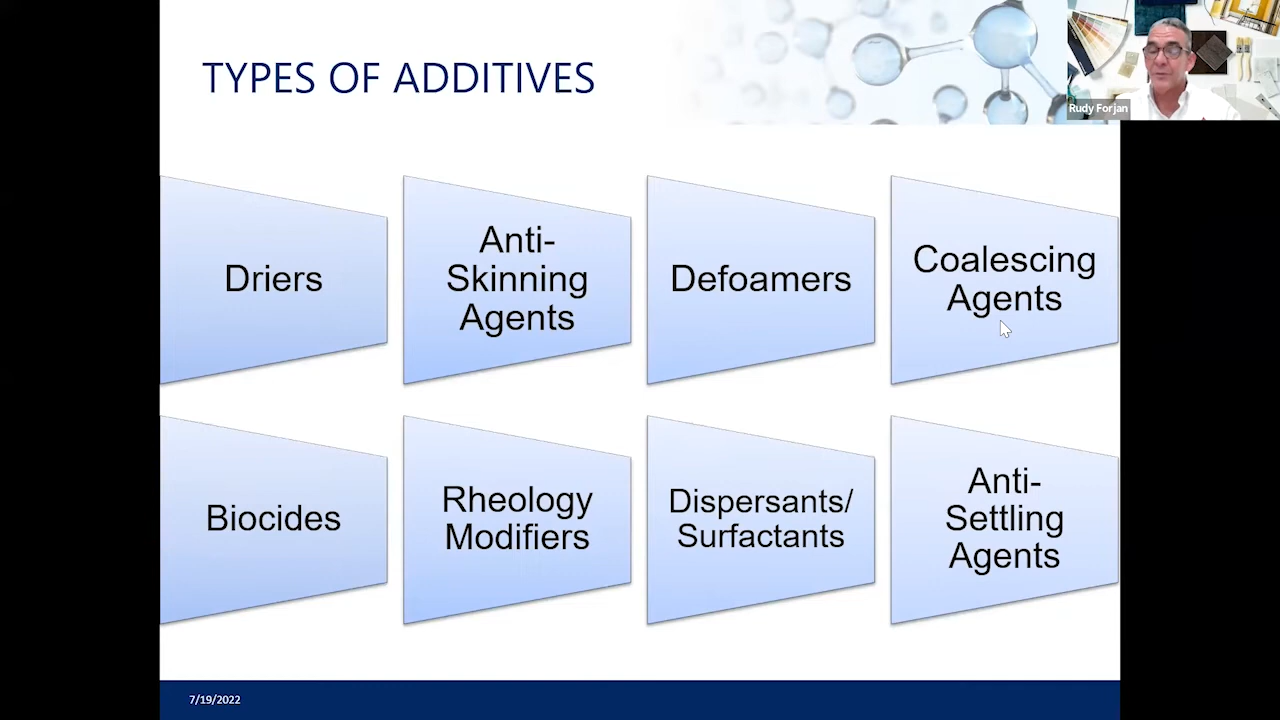 TYPES OF ADDITIVES
Rudy Forjan
Driers
Anti-
Skinning
Agents
Defoamers
Coalescing
Agents
Biocides
Rheology
Modifiers
Dispersants/
Surfactants
Anti-
Settling
Agents
7/19/2022